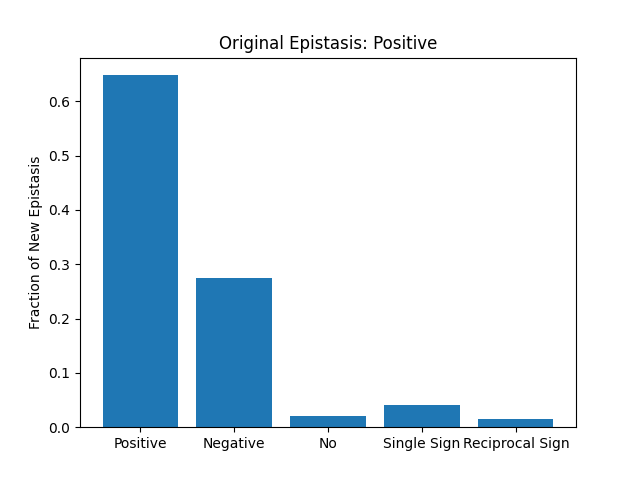 Original Epistasis: Positive
Fraction of New Epistasis
0.6
0.5
0.4
0.3
0.2
0.1
0.0
Positive Negative No Single Sign Reciprocal Sign